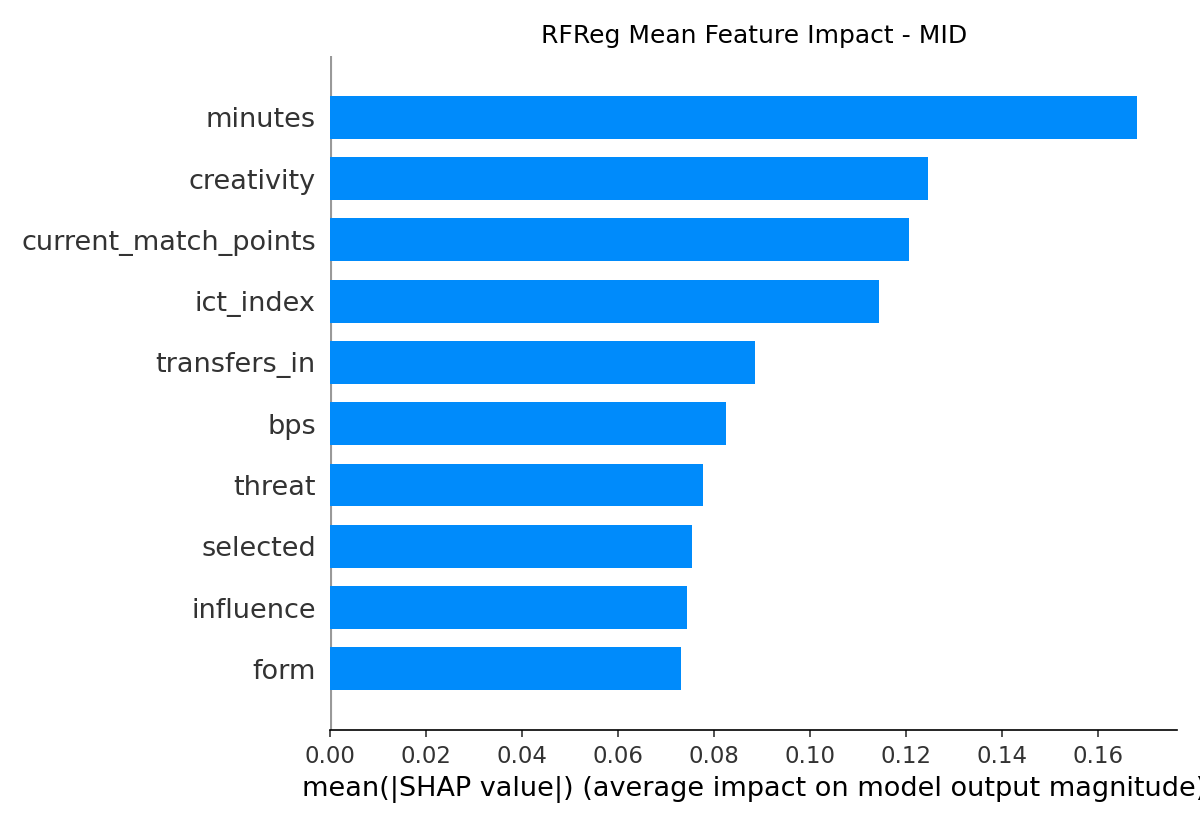 RFReg Mean Feature Impact - MID
minutes
creativity
current_match_points
ict_index
transfers_in
bps
threat
selected
influence
form
0.00 0.02 0.04 0.06 0.08 0.10 0.12 0.14 0.16
mean(|SHAP value|) (average impact on model output magnitude)